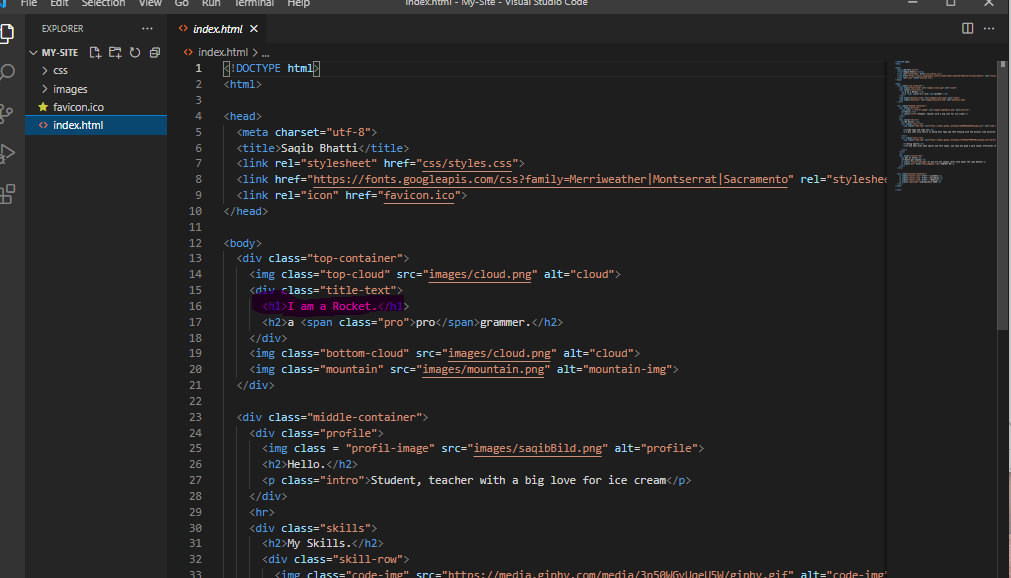 File Edit Selection View Go Run Terminal Help index.html - My-Site - Visual Studio Code
EXPLORER
MY-SITE
css
images
favicon.ico
index.html
index.html
index.html > ...
1 <!DOCTYPE html>
2 <html>
3
4 <head>
5 <meta charset="utf-8">
6 <title>Saqib Bhatti</title>
7 <link rel="stylesheet" href="css/styles.css">
8 <link href="https://fonts.googleapis.com/css?family=Merriweather|Montserrat|Sacramento" rel="styleshee
9 <link rel="icon" href="favicon.ico">
10 </head>
11
12 <body>
13 <div class="top-container">
14 <img class="top-cloud" src="images/cloud.png" alt="cloud">
15 <div class="title-text">
16 <h1>I am a Rocket.</h1>
17 <h2>a <span class="pro">pro</span>grammer.</h2>
18 </div>
19 <img class="bottom-cloud" src="images/cloud.png" alt="cloud">
20 <img class="mountain" src="images/mountain.png" alt="mountain-img">
21 </div>
22
23 <div class="middle-container">
24 <div class="profile">
25 <img class = "profil-image" src="images/saqibBild.png" alt="profile">
26 <h2>Hello.</h2>
27 <p class="intro">Student, teacher with a big love for ice cream</p>
28 </div>
29 <hr>
30 <div class="skills">
31 <h2>My Skills.</h2>
32 <div class="skill-row">
33 <img class="code-img" src="https://media.giphy.com/media/3n50WGvUqeU5W/giphy.gif" alt="code-img"